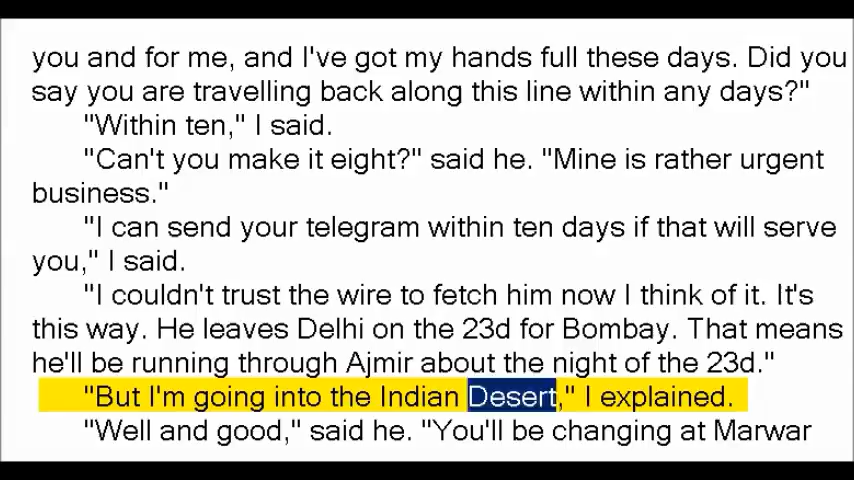 you and for me, and I've got my hands full these days. Did you
say you are travelling back along this line within any days?"
"Within ten," I said.
"Can't you make it eight?" said he. "Mine is rather urgent
business."
"I can send your telegram within ten days if that will serve
you," I said.
"I couldn't trust the wire to fetch him now I think of it. It's
this way. He leaves Delhi on the 23d for Bombay. That means
he'll be running through Ajmir about the night of the 23d."
"But I'm going into the Indian Desert," I explained.
"Well and good," said he. "You'll be changing at Marwar